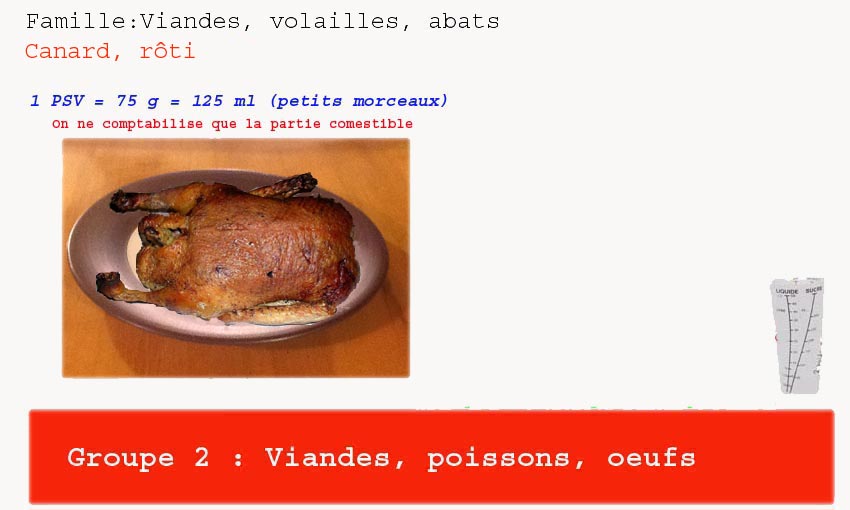 Famille:Viandes, volailles, abats
Canard, rôti
1 PSV = 75 g = 125 ml (petits morceaux)
On ne comptabilise que la partie comestible
LIQUIDE SUCRE
Groupe 2 : Viandes, poissons, oeufs